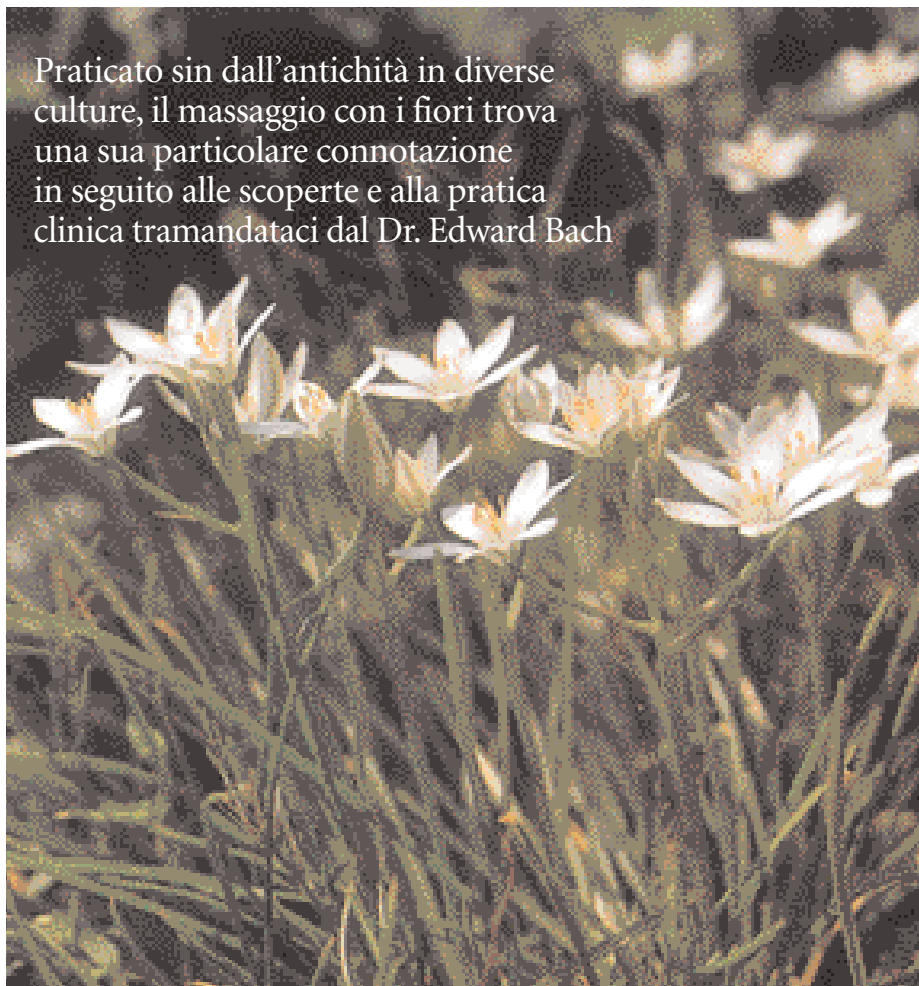 Praticato sin dall’antichità in diverse
culture, il massaggio con i fiori trova
una sua particolare connotazione
in seguito alle scoperte e alla pratica
clinica tramandataci dal Dr. Edward Bach